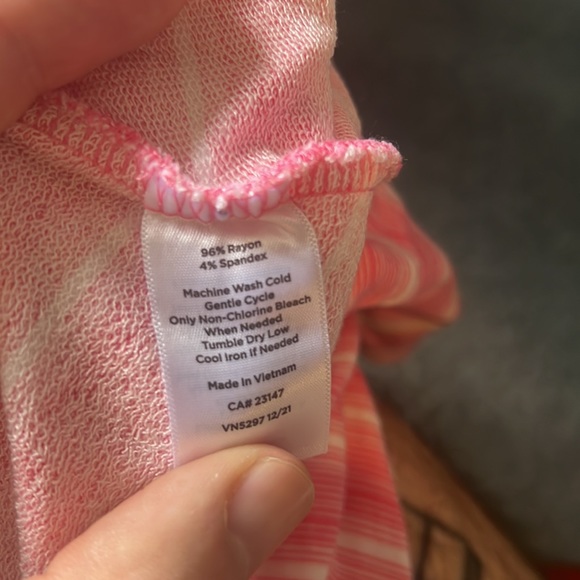 96% Rayon
4% Spandex
Machine Wash Cold
Gentle Cycle
Only Non-Chlorine Bleach
When Needed
Tumble Dry Low
Cool Iron If Needed
Made In Vietnam
CA# 23147
VN5297 12/21